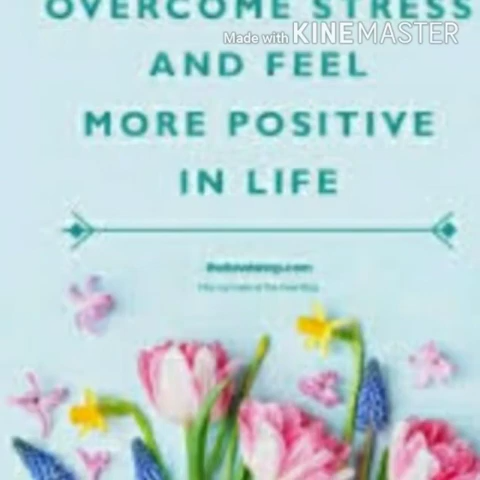 OVERCOME STRESS
Made with KINEMASTER
AND FEEL
MORE POSITIVE
IN LIFE